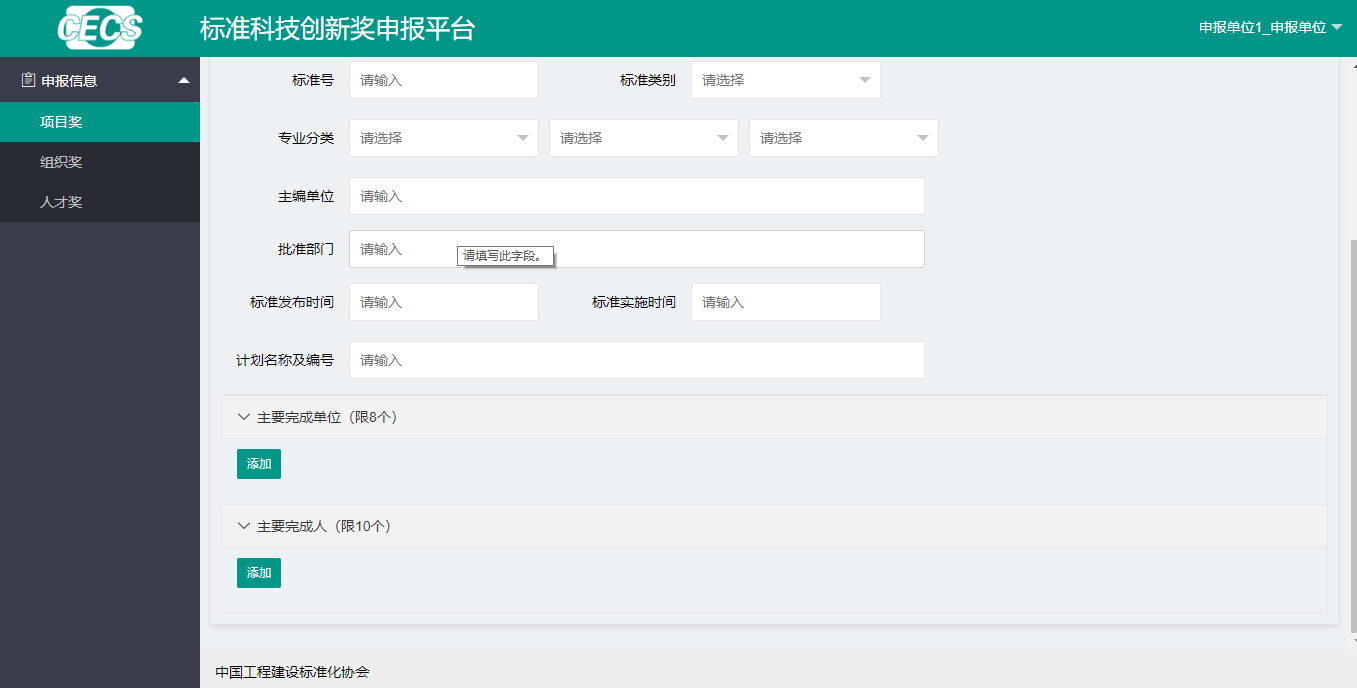 CECS 标准科技创新奖申报平台 申报单位1_申报单位
申报信息
项目奖
组织奖
人才奖
标准号 请输入 标准类别 请选择
专业分类 请选择 请选择 请选择
主编单位 请输入
批准部门 请输入 请填写此字段。
标准发布时间 请输入 标准实施时间 请输入
计划名称及编号 请输入
主要完成单位（限8个）
添加
主要完成人（限10个）
添加
中国工程建设标准化协会